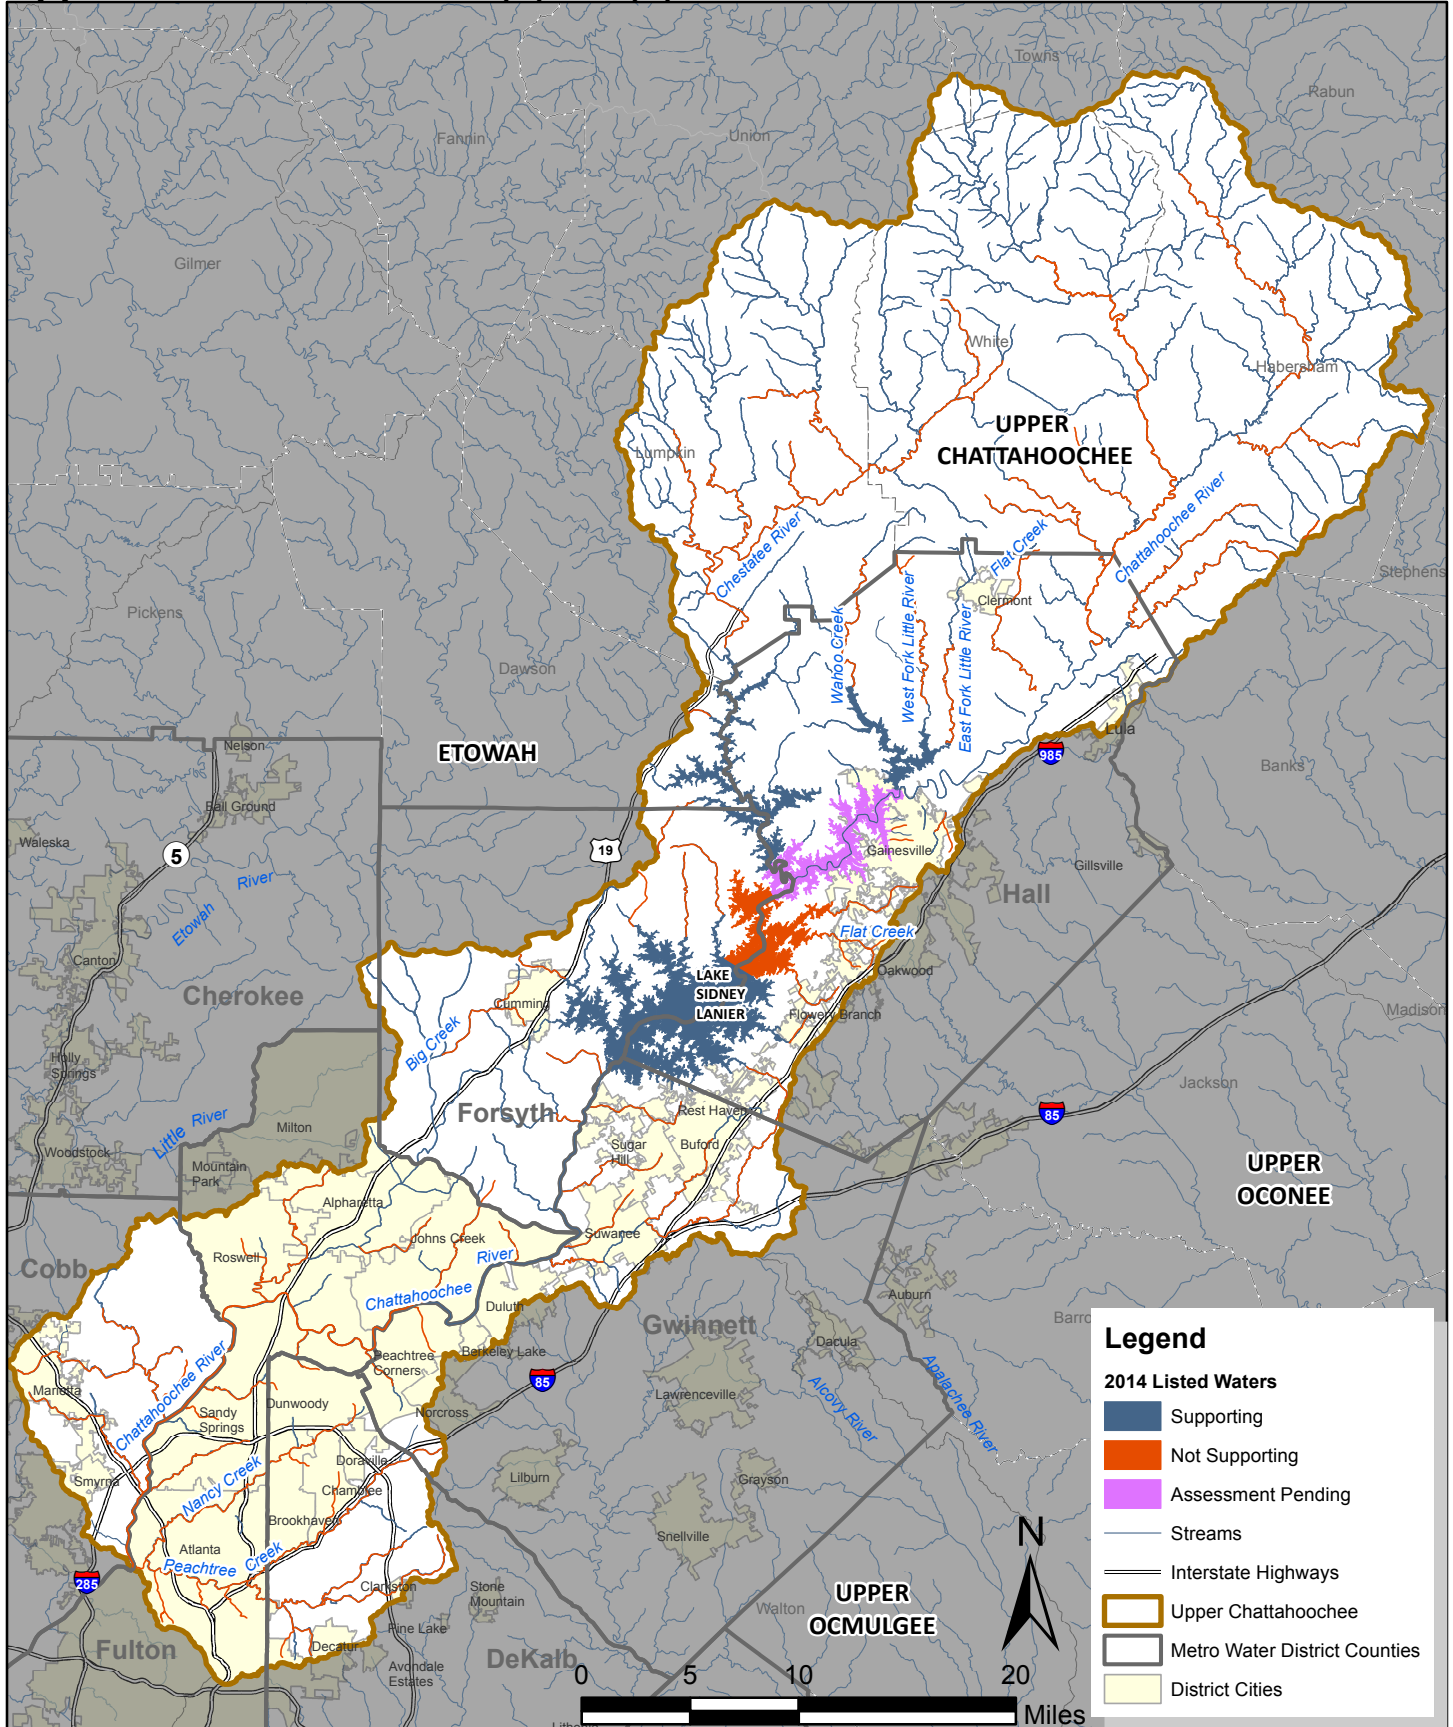 Towns
Rabun
Fannin
Union
Gilmer
White
Habersham
UPPER
CHATTAHOOCHEE
Lumpkin
Chestatee River
Flat Creek
Chattahoochee River
Stephens
Pickens
Clermont
Wahoo Creek
West Fork Little River
East Fork Little River
Dawson
Nelson
ETOWAH
Lula
985
Banks
Ball Ground
Waleska
5
19
Gainesville
Gillsville
River
Etowah
Hall
Flat Creek
Canton
Oakwood
LAKE
SIDNEY
LANIER
Cherokee
Cumming
Flowery Branch
Madison
Big Creek
Holly
Springs
Jackson
Forsyth
Rest Haven
85
Little River
Milton
Sugar
Hill
Buford
Woodstock
Mountain
Park
UPPER
OCONEE
Alpharetta
Johns Creek
Suwanee
Roswell
River
Cobb
Chattahoochee
Duluth
Auburn
Gwinnett
Barro
Dacula
Berkeley Lake
Peachtree
Corners
85
Apalachee River
Alcovy River
Marietta
Chattahoochee River
Dunwoody
Lawrenceville
Sandy
Springs
Norcross
Doraville
Smyrna
Nancy Creek
Chamblee
Lilburn
Grayson
Brookhaven
Snellville
Atlanta
Peachtree Creek
285
Clarkston
Stone
Mountain
UPPER
OCMULGEE
Walton
Pine Lake
Fulton
Decatur
DeKalb
Avondale
Estates
N
0 5 10 20
Miles
Legend
2014 Listed Waters
Supporting
Not Supporting
Assessment Pending
Streams
Interstate Highways
Upper Chattahoochee
Metro Water District Counties
District Cities